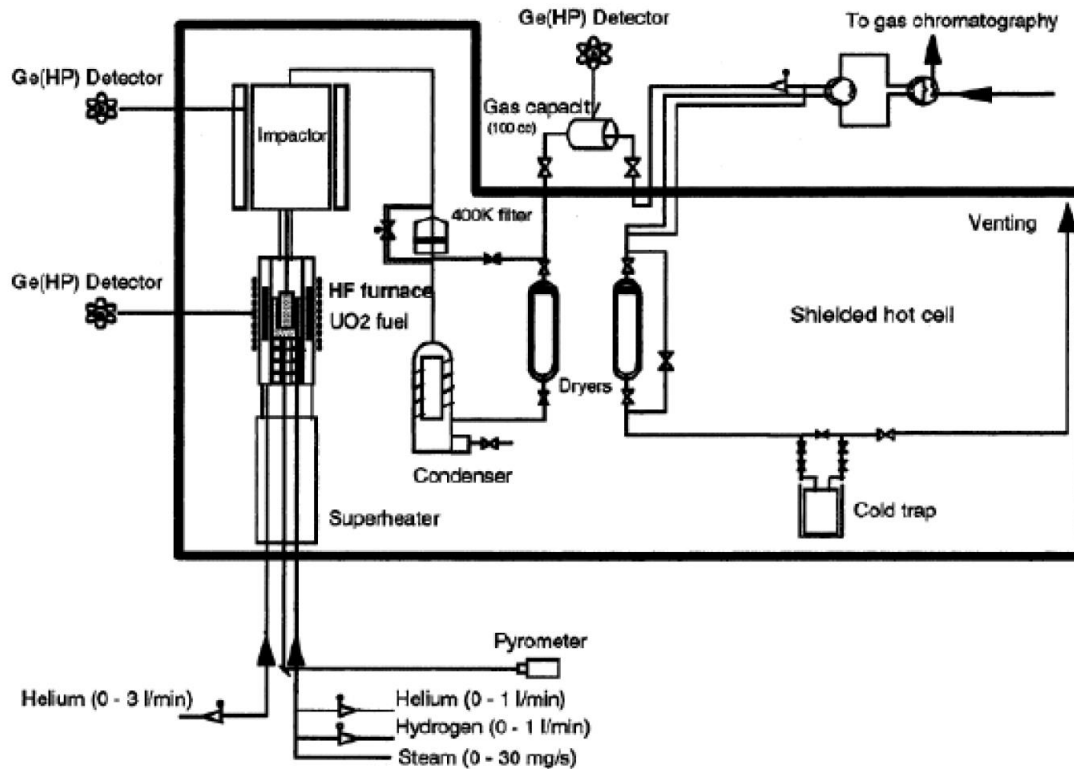 Ge(HP) Detector
To gas chromatography
Ge(HP) Detector
Gas capacity
(100 cc)
Impactor
400K filter
Venting
Ge(HP) Detector
HF furnace
UO2 fuel
Shielded hot cell
Dryers
Condenser
Cold trap
Superheater
Pyrometer
Helium (0 - 3 l/min)
Helium (0 - 1 l/min)
Hydrogen (0 - 1 l/min)
Steam (0 - 30 mg/s)